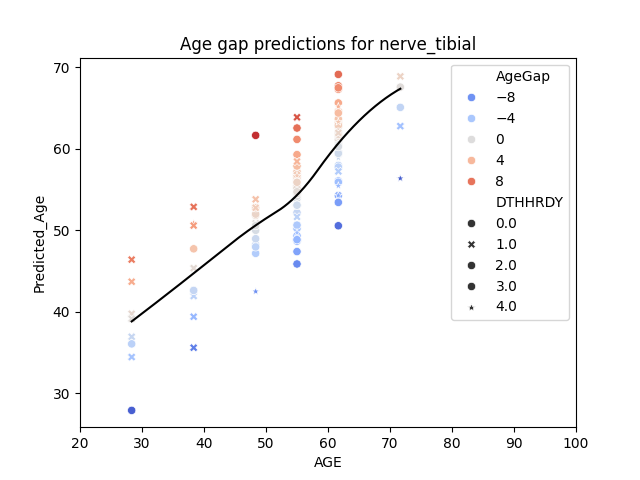 Age gap predictions for nerve_tibial
70
60
50
40
30
Predicted_Age
20 30 40 50 60 70 80 90 100
AGE
AgeGap
−8
−4
0
4
8
DTHHRDY
0.0
1.0
2.0
3.0
4.0